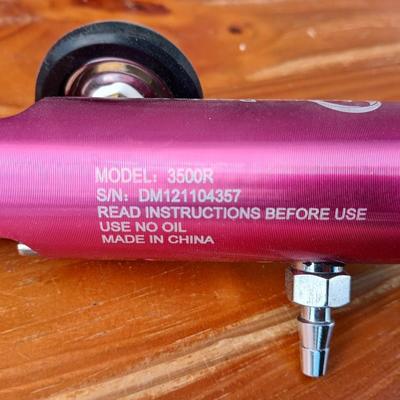 MODEL: 3500R
S/N: DM121104357
READ INSTRUCTIONS BEFORE USE
USE NO OIL
MADE IN CHINA